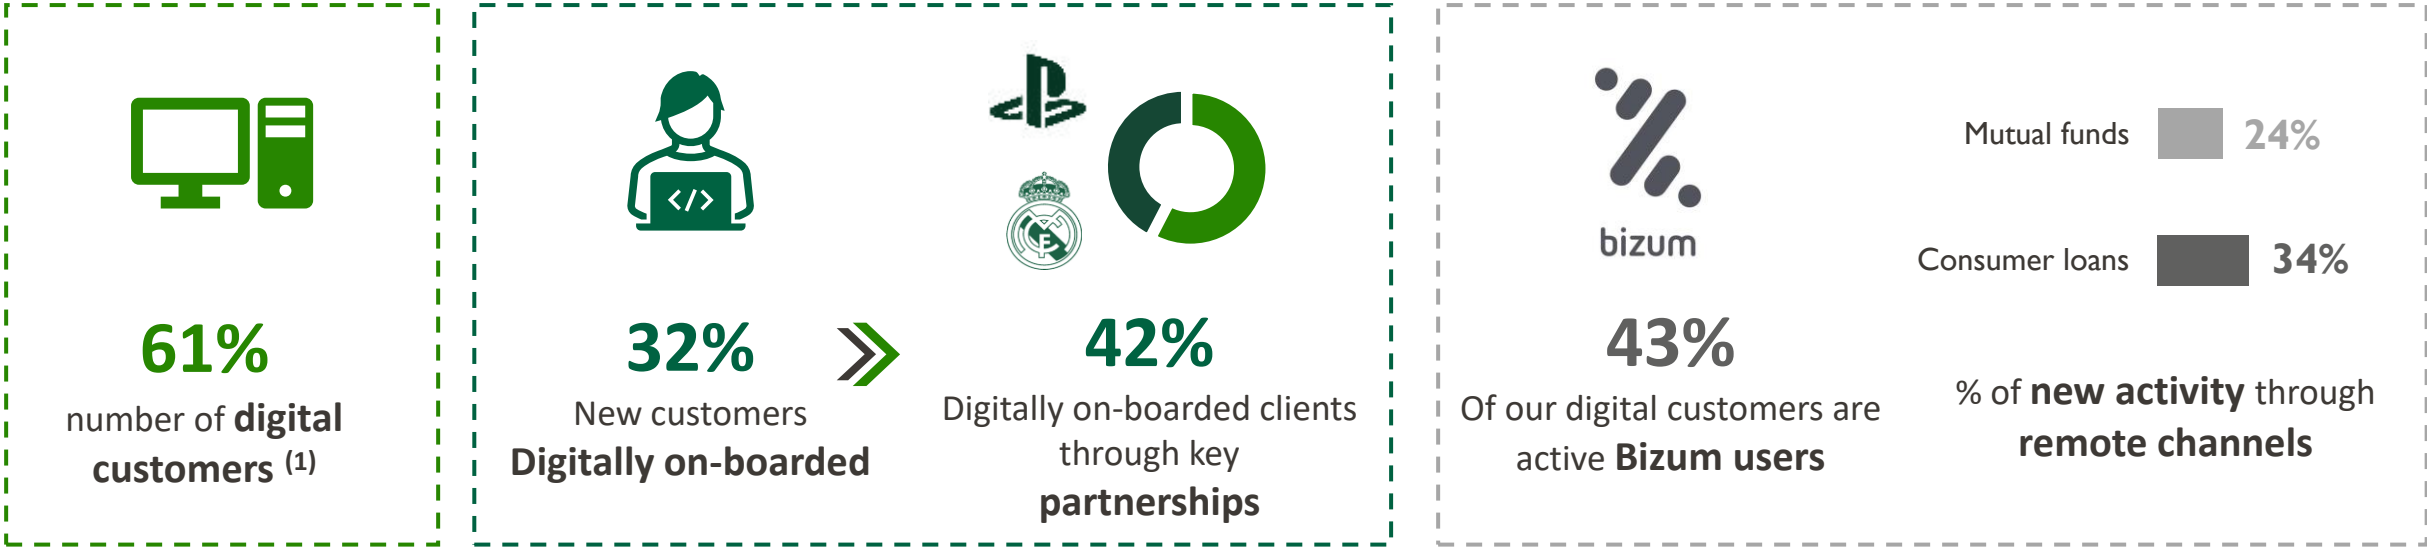 61%
number of digital
customers (1)
</>
32%
New customers
Digitally on-boarded
42%
Digitally on-boarded clients
through key
partnerships
bizum
43%
Of our digital customers are
active Bizum users
Mutual funds 24%
Consumer loans 34%
% of new activity through
remote channels